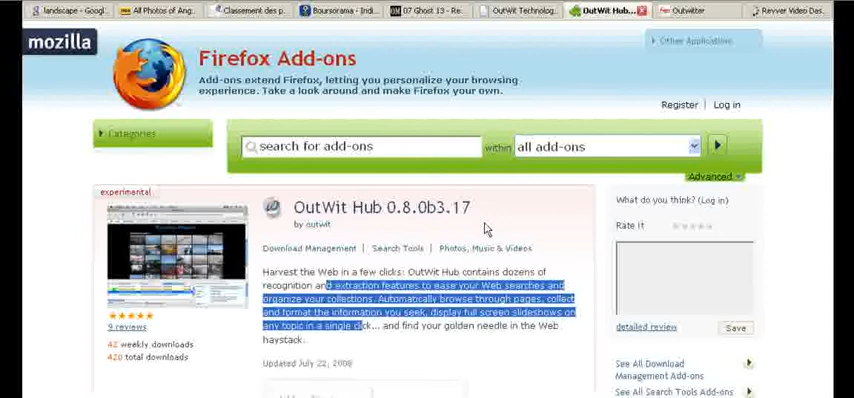 landscape - Googl..
All Photos of Ang..
Classement des p..
Boursorama - Indi..
07 Ghost 13 - Re...
OutWit Technolog..
OutWit Hub...
Outwitter
Revver Video Das..
mozilla
Firefox Add-ons
Other Applications
Add-ons extend Firefox, letting you personalize your browsing
experience. Take a look around and make Firefox your own.
Register | Log in
Categories
search for add-ons within all add-ons
Advanced
experimental
OutWit Hub 0.8.0b3.17
by outwit
Download Management | Search Tools | Photos, Music & Videos
Harvest the Web in a few clicks: OutWit Hub contains dozens of
recognition and extraction features to ease your Web searches and
organize your collections. Automatically browse through pages, collect
and format the information you seek, display full screen slideshows on
any topic in a single click... and find your golden needle in the Web
haystack.
Updated July 22, 2008
9 reviews
42 weekly downloads
420 total downloads
What do you think? (Log in)
Rate it
detailed review
Save
See All Download
Management Add-ons
See All Search Tools Add-ons